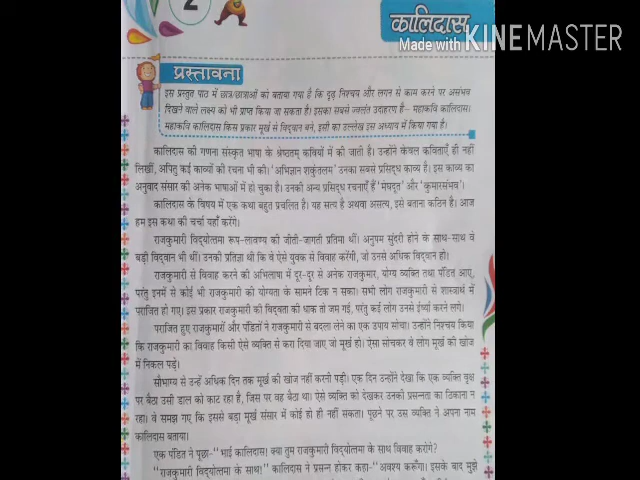 2
कालिदास
Made with KINEMASTER
प्रस्तावना
इस प्रस्तुत पाठ में छात्र/छात्राओं को बताया गया है कि दृढ़ निश्चय और लगन से काम करने पर असंभव
दिखने वाले लक्ष्य को भी प्राप्त किया जा सकता है। इसका सबसे ज्वलंत उदाहरण है- महाकवि कालिदास।
महाकवि कालिदास किस प्रकार मूर्ख से विद्वान बने, इसी का उल्लेख इस अध्याय में किया गया है।
कालिदास की गणना संस्कृत भाषा के श्रेष्ठतम् कवियों में की जाती है। उन्होंने केवल कविताएँ ही नहीं
लिखीं, अपितु कई काव्यों की रचना भी की। 'अभिज्ञान शकुंतलम' उनका सबसे प्रसिद्ध काव्य है। इस काव्य का
अनुवाद संसार की अनेक भाषाओं में हो चुका है। उनकी अन्य प्रसिद्ध रचनाएँ हैं 'मेघदूत' और 'कुमारसंभव'।
कालिदास के विषय में एक कथा बहुत प्रचलित है। यह सत्य है अथवा असत्य, इसे बताना कठिन है। आज
हम इस कथा की चर्चा यहाँ करेंगे।
राजकुमारी विद्योत्तमा रूप-लावण्य की जीती-जागती प्रतिमा थीं। अनुपम सुंदरी होने के साथ-साथ वे
बड़ी विद्वान भी थीं। उनकी प्रतिज्ञा थी कि वे ऐसे युवक से विवाह करेंगी, जो उनसे अधिक विद्वान हो।
राजकुमारी से विवाह करने की अभिलाषा में दूर-दूर से अनेक राजकुमार, योग्य व्यक्ति तथा पंडित आए,
परंतु इनमें से कोई भी राजकुमारी की योग्यता के सामने टिक न सका। सभी लोग राजकुमारी से शास्त्रार्थ में
पराजित हो गए। इस प्रकार राजकुमारी की विद्वता की धाक तो जम गई, परंतु कई लोग उनसे ईर्ष्या करने लगे।
पराजित हुए राजकुमारों और पंडितों ने राजकुमारी से बदला लेने का एक उपाय सोचा। उन्होंने निश्चय किया
कि राजकुमारी का विवाह किसी ऐसे व्यक्ति से करा दिया जाए जो मूर्ख हो। ऐसा सोचकर वे लोग मूर्ख की खोज
में निकल पड़े।
सौभाग्य से उन्हें अधिक दिन तक मूर्ख की खोज नहीं करनी पड़ी। एक दिन उन्होंने देखा कि एक व्यक्ति वृक्ष
पर बैठा उसी डाल को काट रहा है, जिस पर वह बैठा था। ऐसे व्यक्ति को देखकर उनकी प्रसन्नता का ठिकाना न
रहा। वे समझ गए कि इससे बड़ा मूर्ख संसार में कोई हो ही नहीं सकता। पूछने पर उस व्यक्ति ने अपना नाम
कालिदास बताया।
एक पंडित ने पूछा-"भाई कालिदास! क्या तुम राजकुमारी विद्योत्तमा के साथ विवाह करोगे?
"राजकुमारी विद्योत्तमा के साथ!" कालिदास ने प्रसन्न होकर कहा-"अवश्य करूँगा। इसके बाद मुझे